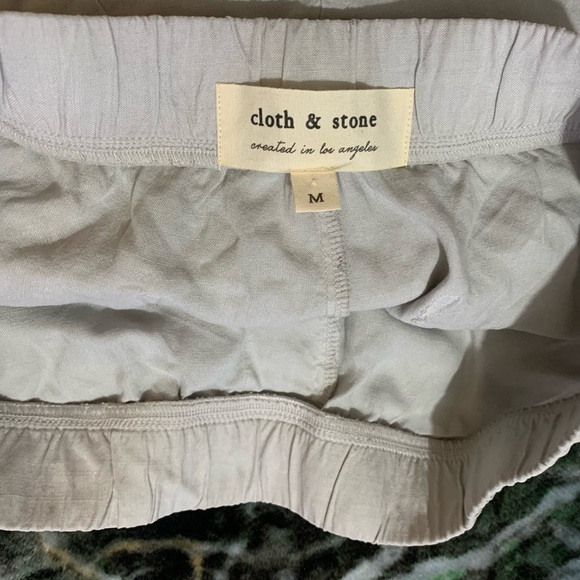 cloth & stone
created in los angeles
M